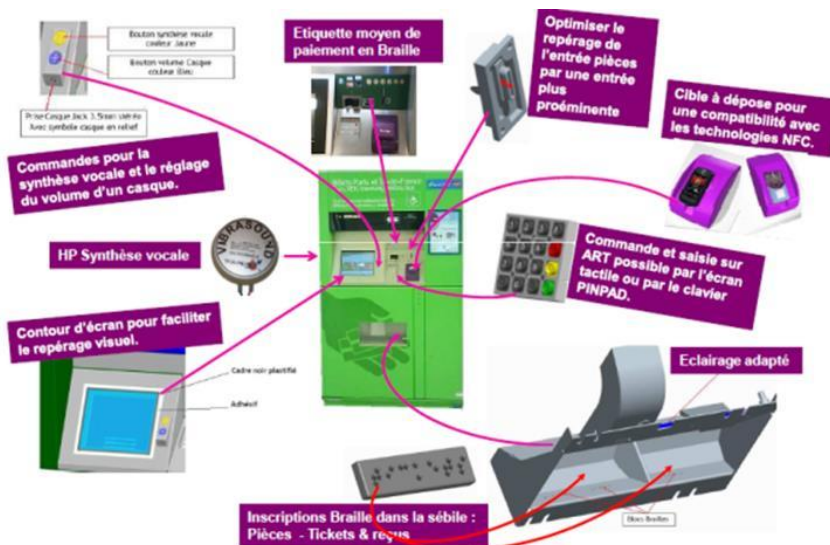 Bouton synthèse vocale
couleur Jaune
Bouton volume Casque
couleur Bleu
Prise Casque Jack 3.5mm stéréo
Avec symbole casque en relief
Commandes pour la
synthèse vocale et le réglage
du volume d'un casque.
Etiquette moyen de
paiement en Braille
Optimiser le
repérage de
l'entrée pièces
par une entrée
plus
proéminente
Cible à dépose pour
une compatibilité avec
les technologies NFC.
HP Synthèse vocale
VIBRASOUND
Commande et saisie sur
ART possible par l'écran
tactile ou par le clavier
PINPAD.
Contour d'écran pour faciliter
le repérage visuel.
Cadre noir plastifié
Adhésif
Eclairage adapté
Blocs Brailles
Inscriptions Braille dans la sébile :
Pièces - Tickets & reçus